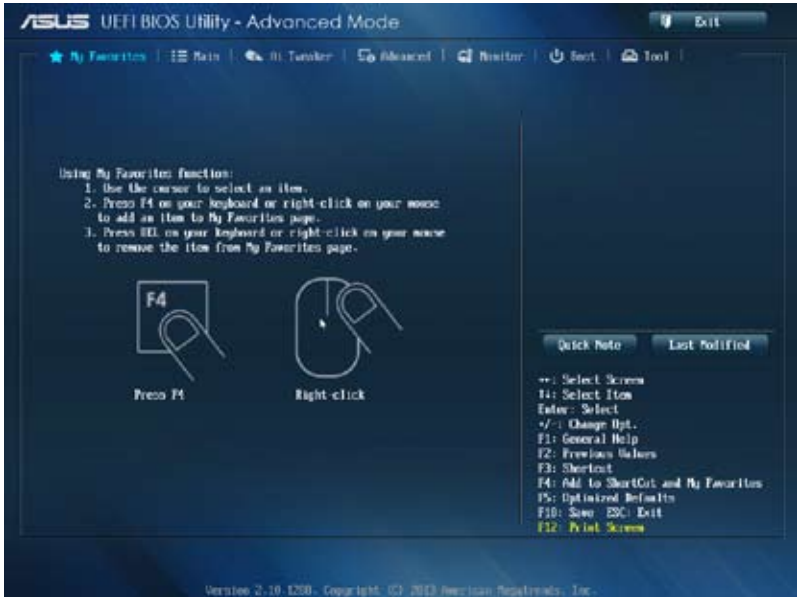 ASUS UEFI BIOS Utility - Advanced Mode
Exit
My Favorites | Main | Ai Tweaker | Advanced | Monitor | Boot | Tool |
Using My Favorites function:
1. Use the cursor to select an item.
2. Press F4 on your keyboard or right-click on your mouse
to add an item to My Favorites page.
3. Press DEL on your keyboard or right-click on your mouse
to remove the item from My Favorites page.
F4
Press F4
Right-click
Quick Note
Last Modified
→←: Select Screen
↑↓: Select Item
Enter: Select
+/-: Change Opt.
F1: General Help
F2: Previous Values
F3: Shortcut
F4: Add to ShortCut and My Favorites
F5: Optimized Defaults
F10: Save ESC: Exit
F12: Print Screen
Version 2.10.1208. Copyright (C) 2013 American Megatrends, Inc.